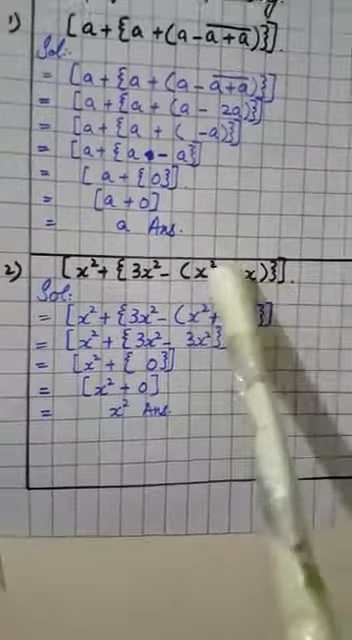 1) [a+{a+(a-a̅+̅a̅)}].
Sol:
= [a+{a+(a-a̅+̅a̅)}]
= [a+{a+(a-2a)}]
= [a+{a+(-a)}]
= [a+{a-a}]
= [a+{0}]
= [a+0]
= a Ans.
2) [x²+{3x²-(x² x)}].
Sol:
= [x²+{3x²-(x²+ }]
= [x²+{3x²-3x²}]
= [x²+{0}]
= [x²+0]
= x² Ans.